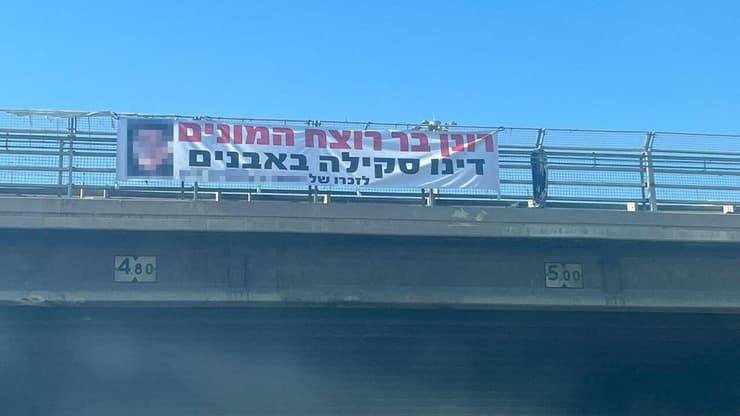 רונן בר רוצח המונים
דינו סקילה באבנים
לזכרו של
4.80
5.00